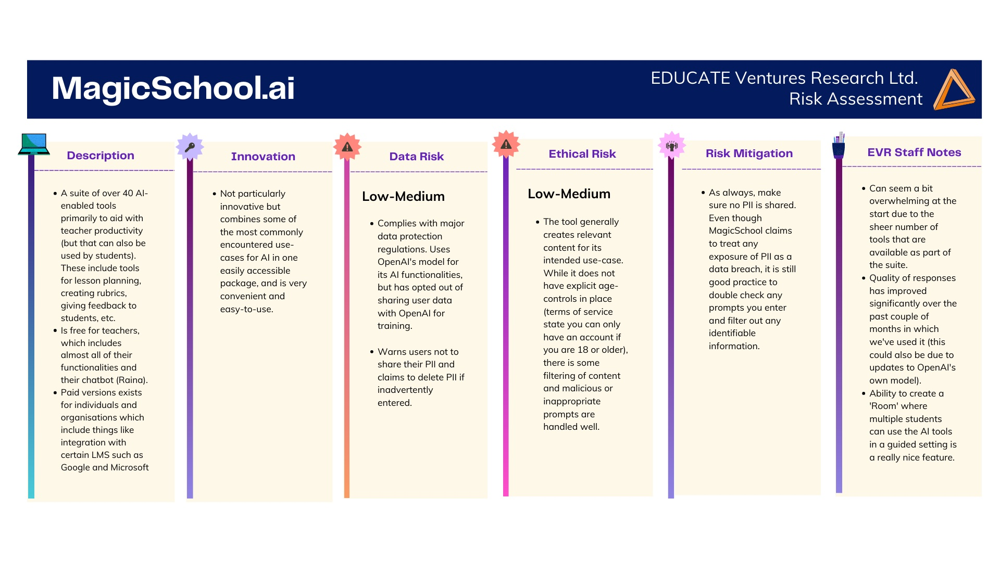 MagicSchool.ai
EDUCATE Ventures Research Ltd.
Risk Assessment
Description
• A suite of over 40 AI-
enabled tools
primarily to aid with
teacher productivity
(but that can also be
used by students).
These include tools
for lesson planning,
creating rubrics,
giving feedback to
students, etc.
• Is free for teachers,
which includes
almost all of their
functionalities and
their chatbot (Raina).
• Paid versions exists
for individuals and
organisations which
include things like
integration with
certain LMS such as
Google and Microsoft
Innovation
• Not particularly
innovative but
combines some of
the most commonly
encountered use-
cases for AI in one
easily accessible
package, and is very
convenient and
easy-to-use.
Data Risk
Low-Medium
• Complies with major
data protection
regulations. Uses
OpenAI's model for
its AI functionalities,
but has opted out of
sharing user data
with OpenAI for
training.
• Warns users not to
share their PII and
claims to delete PII if
inadvertently
entered.
Ethical Risk
Low-Medium
• The tool generally
creates relevant
content for its
intended use-case.
While it does not
have explicit age-
controls in place
(terms of service
state you can only
have an account if
you are 18 or older),
there is some
filtering of content
and malicious or
inappropriate
prompts are
handled well.
Risk Mitigation
• As always, make
sure no PII is shared.
Even though
MagicSchool claims
to treat any
exposure of PII as a
data breach, it is still
good practice to
double check any
prompts you enter
and filter out any
identifiable
information.
EVR Staff Notes
• Can seem a bit
overwhelming at the
start due to the
sheer number of
tools that are
available as part of
the suite.
• Quality of responses
has improved
significantly over the
past couple of
months in which
we've used it (this
could also be due to
updates to OpenAI's
own model).
• Ability to create a
'Room' where
multiple students
can use the AI tools
in a guided setting is
a really nice feature.